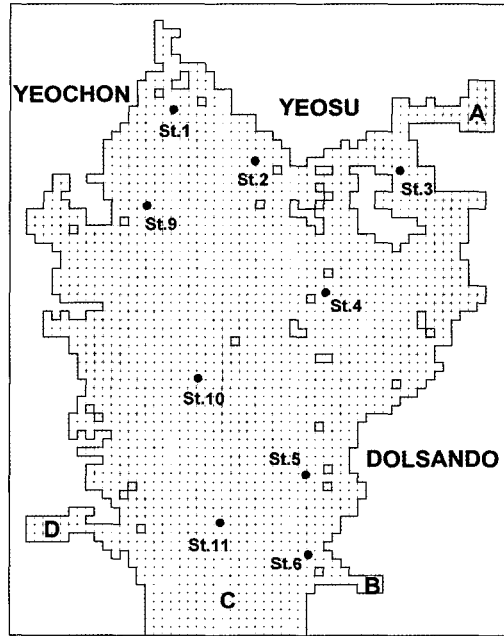 YEOCHON
YEOSU
A
St.1
St.2
St.3
St.9
St.4
St.10
DOLSANDO
St.5
D
St.11
St.6
B
C